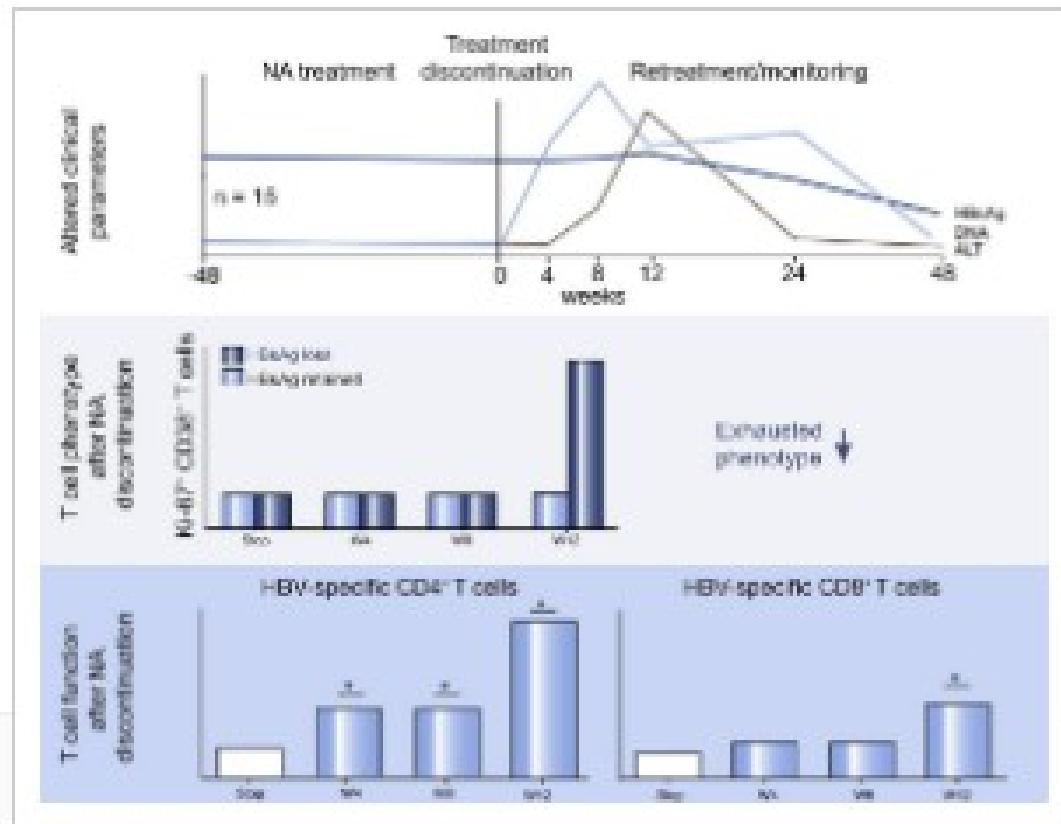 Treatment
discontinuation
NA treatment
Retreatment/monitoring
Altered clinical
parameters
n = 15
HBsAg
DNA
ALT
-48
0
4
8
12
24
48
weeks
T cell phenotype
after NA
discontinuation
Ki-67⁺ CD38⁺ T cells
HBsAg loss
HBsAg retained
Stop
W4
W8
W12
Exhausted
phenotype
T cell function
after NA
discontinuation
HBV-specific CD4⁺ T cells
*
*
*
Stop
W4
W8
W12
HBV-specific CD8⁺ T cells
*
Stop
W4
W8
W12